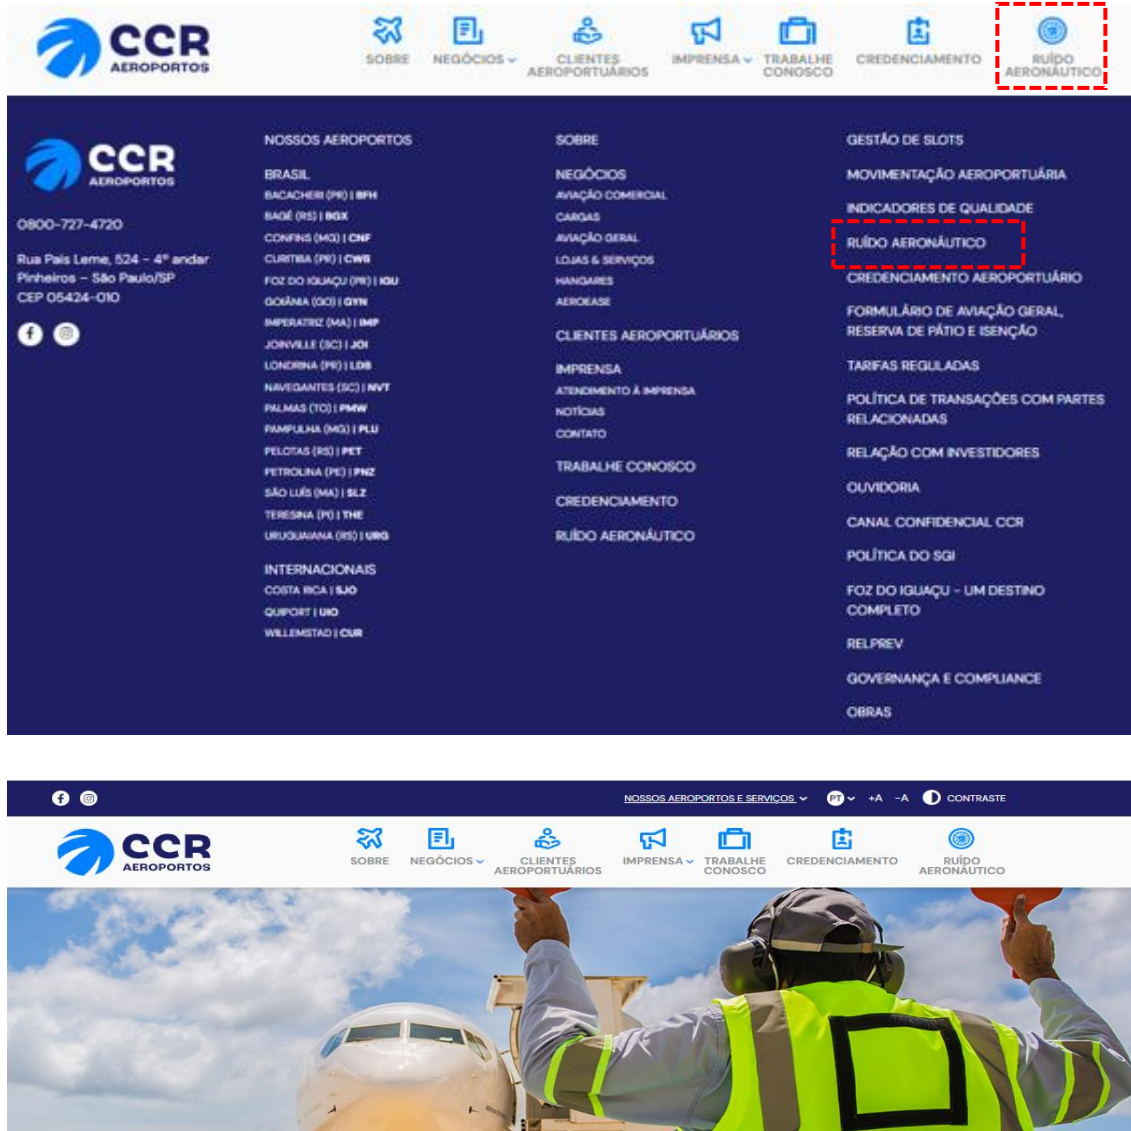 CCR
AEROPORTOS
SOBRE
NEGÓCIOS
CLIENTES
AEROPORTUÁRIOS
IMPRENSA
TRABALHE
CONOSCO
CREDENCIAMENTO
RUÍDO
AERONÁUTICO
CCR
AEROPORTOS
0800-727-4720
Rua Pais Leme, 524 - 4º andar
Pinheiros – São Paulo/SP
CEP 05424-010
NOSSOS AEROPORTOS
BRASIL
BACACHERI (PR) | BFH
BAGÉ (RS) | BGX
CONFINS (MG) | CNF
CURITIBA (PR) | CWB
FOZ DO IGUAÇU (PR) | IGU
GOIÂNIA (GO) | GYN
IMPERATRIZ (MA) | IMP
JOINVILLE (SC) | JOI
LONDRINA (PR) | LDB
NAVEGANTES (SC) | NVT
PALMAS (TO) | PMW
PAMPULHA (MG) | PLU
PELOTAS (RS) | PET
PETROLINA (PE) | PNZ
SÃO LUÍS (MA) | SLZ
TERESINA (PI) | THE
URUGUAIANA (RS) | URG
INTERNACIONAIS
COSTA RICA | SJO
QUIPORT | UIO
WILLEMSTAD | CUR
SOBRE
NEGÓCIOS
AVIAÇÃO COMERCIAL
CARGAS
AVIAÇÃO GERAL
LOJAS & SERVIÇOS
HANGARES
AEROEASE
CLIENTES AEROPORTUÁRIOS
IMPRENSA
ATENDIMENTO À IMPRENSA
NOTÍCIAS
CONTATO
TRABALHE CONOSCO
CREDENCIAMENTO
RUÍDO AERONÁUTICO
GESTÃO DE SLOTS
MOVIMENTAÇÃO AEROPORTUÁRIA
INDICADORES DE QUALIDADE
RUÍDO AERONÁUTICO
CREDENCIAMENTO AEROPORTUÁRIO
FORMULÁRIO DE AVIAÇÃO GERAL,
RESERVA DE PÁTIO E ISENÇÃO
TARIFAS REGULADAS
POLÍTICA DE TRANSAÇÕES COM PARTES
RELACIONADAS
RELAÇÃO COM INVESTIDORES
OUVIDORIA
CANAL CONFIDENCIAL CCR
POLÍTICA DO SGI
FOZ DO IGUAÇU - UM DESTINO
COMPLETO
RELPREV
GOVERNANÇA E COMPLIANCE
OBRAS
NOSSOS AEROPORTOS E SERVIÇOS
PT
+A
-A
CONTRASTE
CCR
AEROPORTOS
SOBRE
NEGÓCIOS
CLIENTES
AEROPORTUÁRIOS
IMPRENSA
TRABALHE
CONOSCO
CREDENCIAMENTO
RUÍDO
AERONÁUTICO